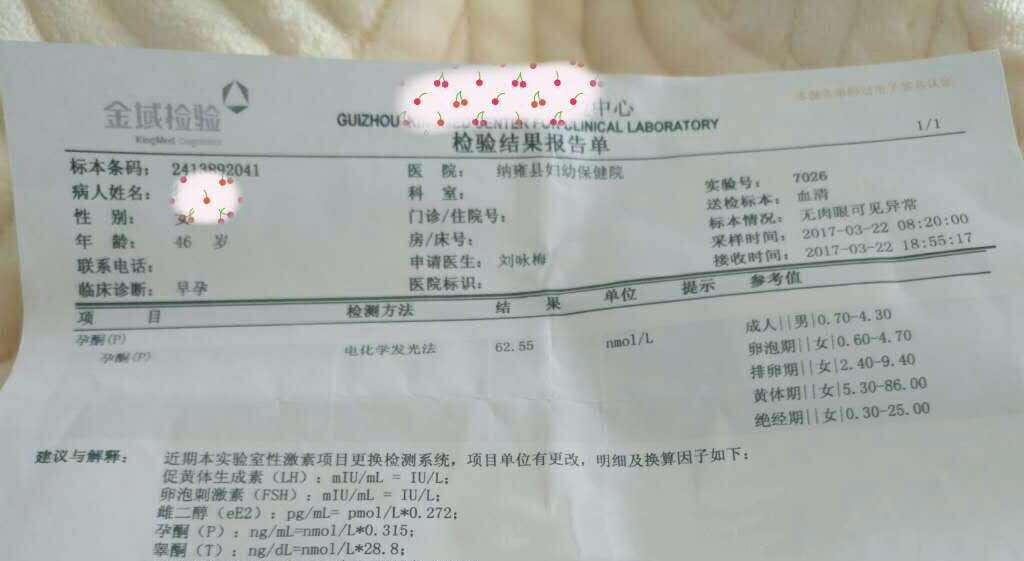 金域检验
KingMed Diagnostics
中心
GUIZHOU KINGMED CENTER FOR CLINICAL LABORATORY
检验结果报告单
1/1
标本条码: 2413892041 医 院: 纳雍县妇幼保健院 实验号: 7026
病人姓名: 科 室: 送检标本: 血清
性 别: 女 门诊/住院号: 标本情况: 无肉眼可见异常
年 龄: 46 岁 房/床号: 采样时间: 2017-03-22 08:20:00
联系电话: 申请医生: 刘咏梅 接收时间: 2017-03-22 18:55:17
临床诊断: 早孕 医院标识:
项 目 检测方法 结 果 单位 提示 参考值
孕酮(P)
孕酮(P) 电化学发光法 62.55 nmol/L 成人||男|0.70-4.30
卵泡期||女|0.60-4.70
排卵期||女|2.40-9.40
黄体期||女|5.30-86.00
绝经期||女|0.30-25.00
建议与解释: 近期本实验室性激素项目更换检测系统，项目单位有更改，明细及换算因子如下:
促黄体生成素（LH）: mIU/mL = IU/L;
卵泡刺激素（FSH）: mIU/mL = IU/L;
雌二醇（eE2）: pg/mL= pmol/L*0.272;
孕酮（P）: ng/mL=nmol/L*0.315;
睾酮（T）: ng/dL=nmol/L*28.8;